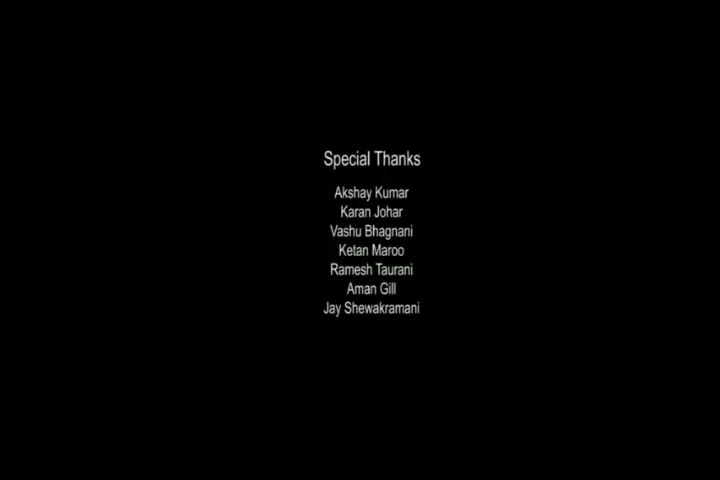 Special Thanks
Akshay Kumar
Karan Johar
Vashu Bhagnani
Ketan Maroo
Ramesh Taurani
Aman Gill
Jay Shewakramani